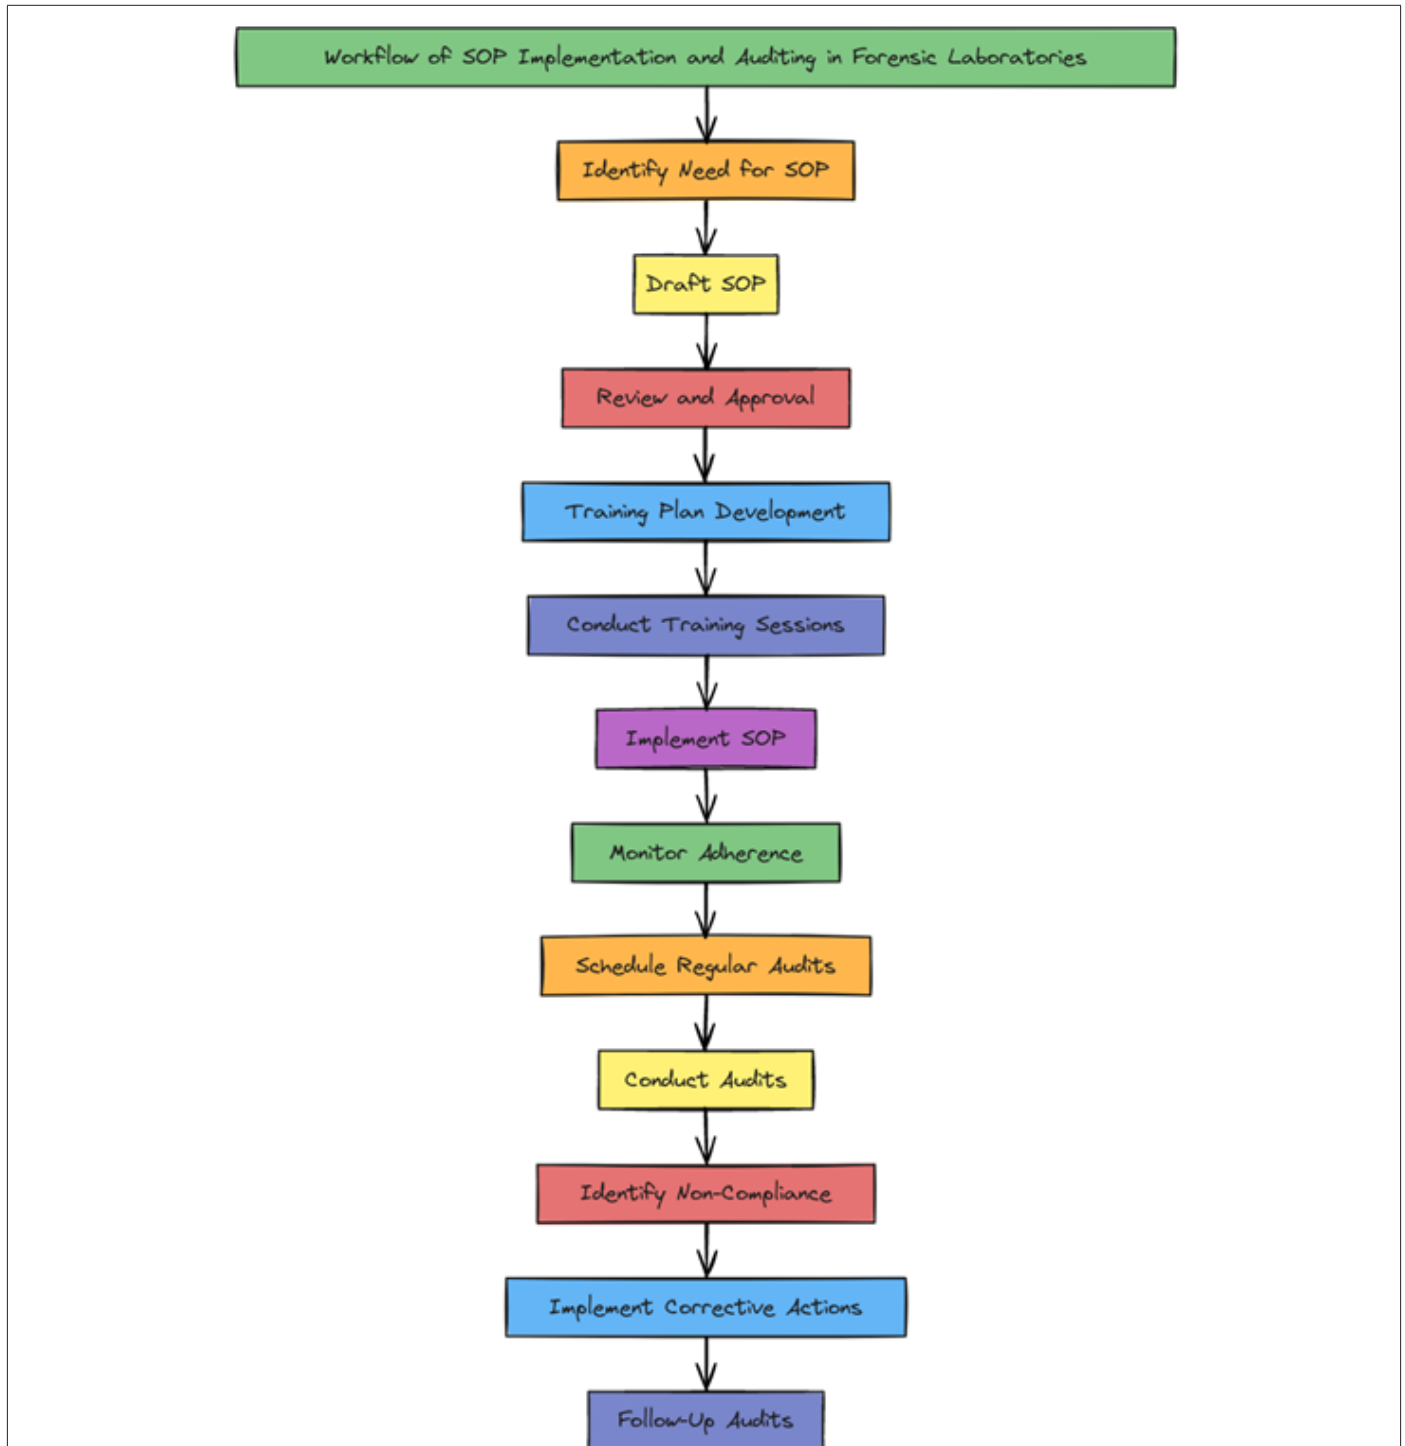 Workflow of SOP Implementation and Auditing in Forensic Laboratories
Identify Need for SOP
Draft SOP
Review and Approval
Training Plan Development
Conduct Training Sessions
Implement SOP
Monitor Adherence
Schedule Regular Audits
Conduct Audits
Identify Non-Compliance
Implement Corrective Actions
Follow-Up Audits